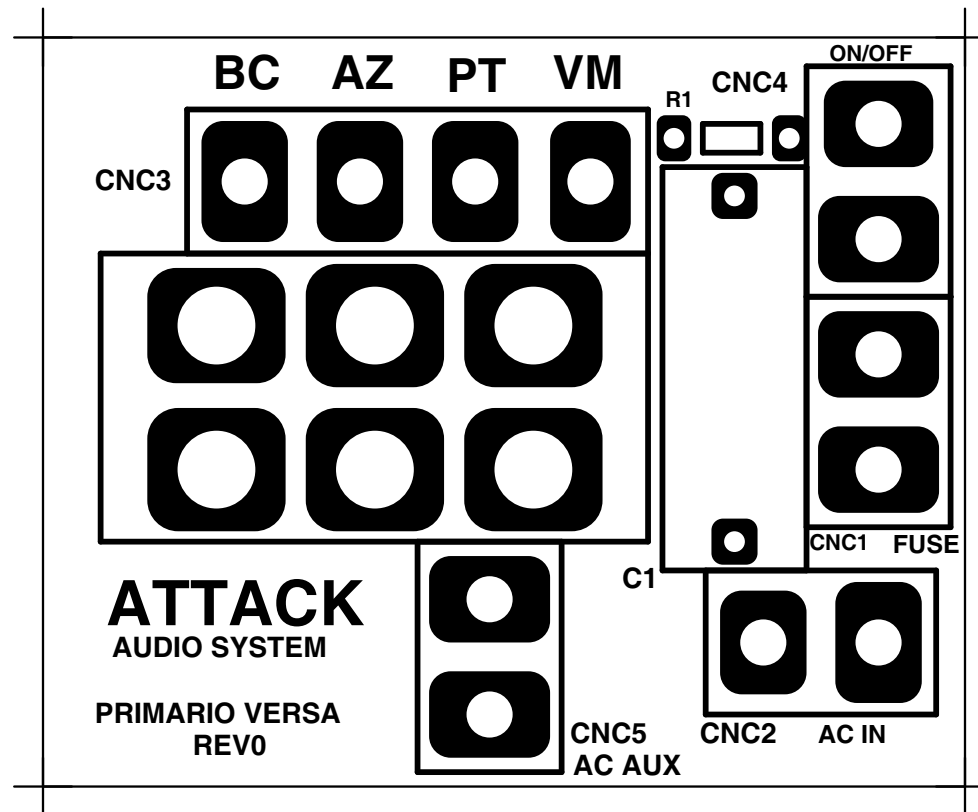 BC AZ PT VM
ON/OFF
CNC4
R1
CNC3
CNC1 FUSE
C1
ATTACK
AUDIO SYSTEM
PRIMARIO VERSA
REV0
CNC5
AC AUX
CNC2 AC IN